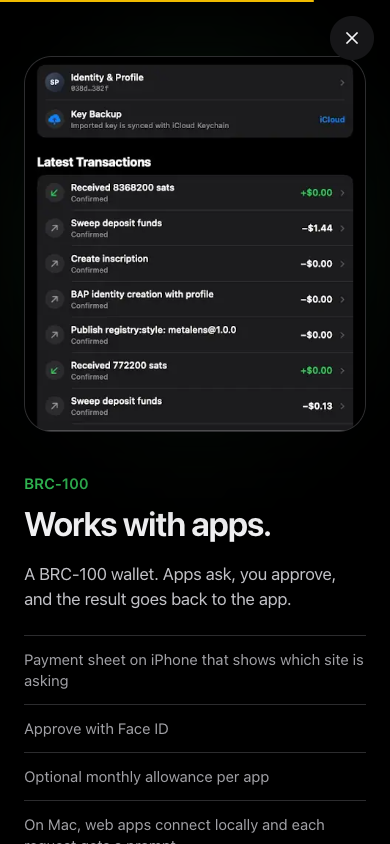 SP
Identity & Profile
038d…382f
Key Backup
Imported key is synced with iCloud Keychain
iCloud
Latest Transactions
Received 8368200 sats
+$0.00
Confirmed
Sweep deposit funds
−$1.44
Confirmed
Create inscription
−$0.00
Confirmed
BAP identity creation with profile
−$0.00
Confirmed
Publish registry:style: metalens@1.0.0
−$0.00
Confirmed
Received 772200 sats
+$0.00
Confirmed
Sweep deposit funds
−$0.13
Confirmed
BRC-100
Works with apps.
A BRC-100 wallet. Apps ask, you approve,
and the result goes back to the app.
Payment sheet on iPhone that shows which site is
asking
Approve with Face ID
Optional monthly allowance per app
On Mac, web apps connect locally and each
request gets a prompt